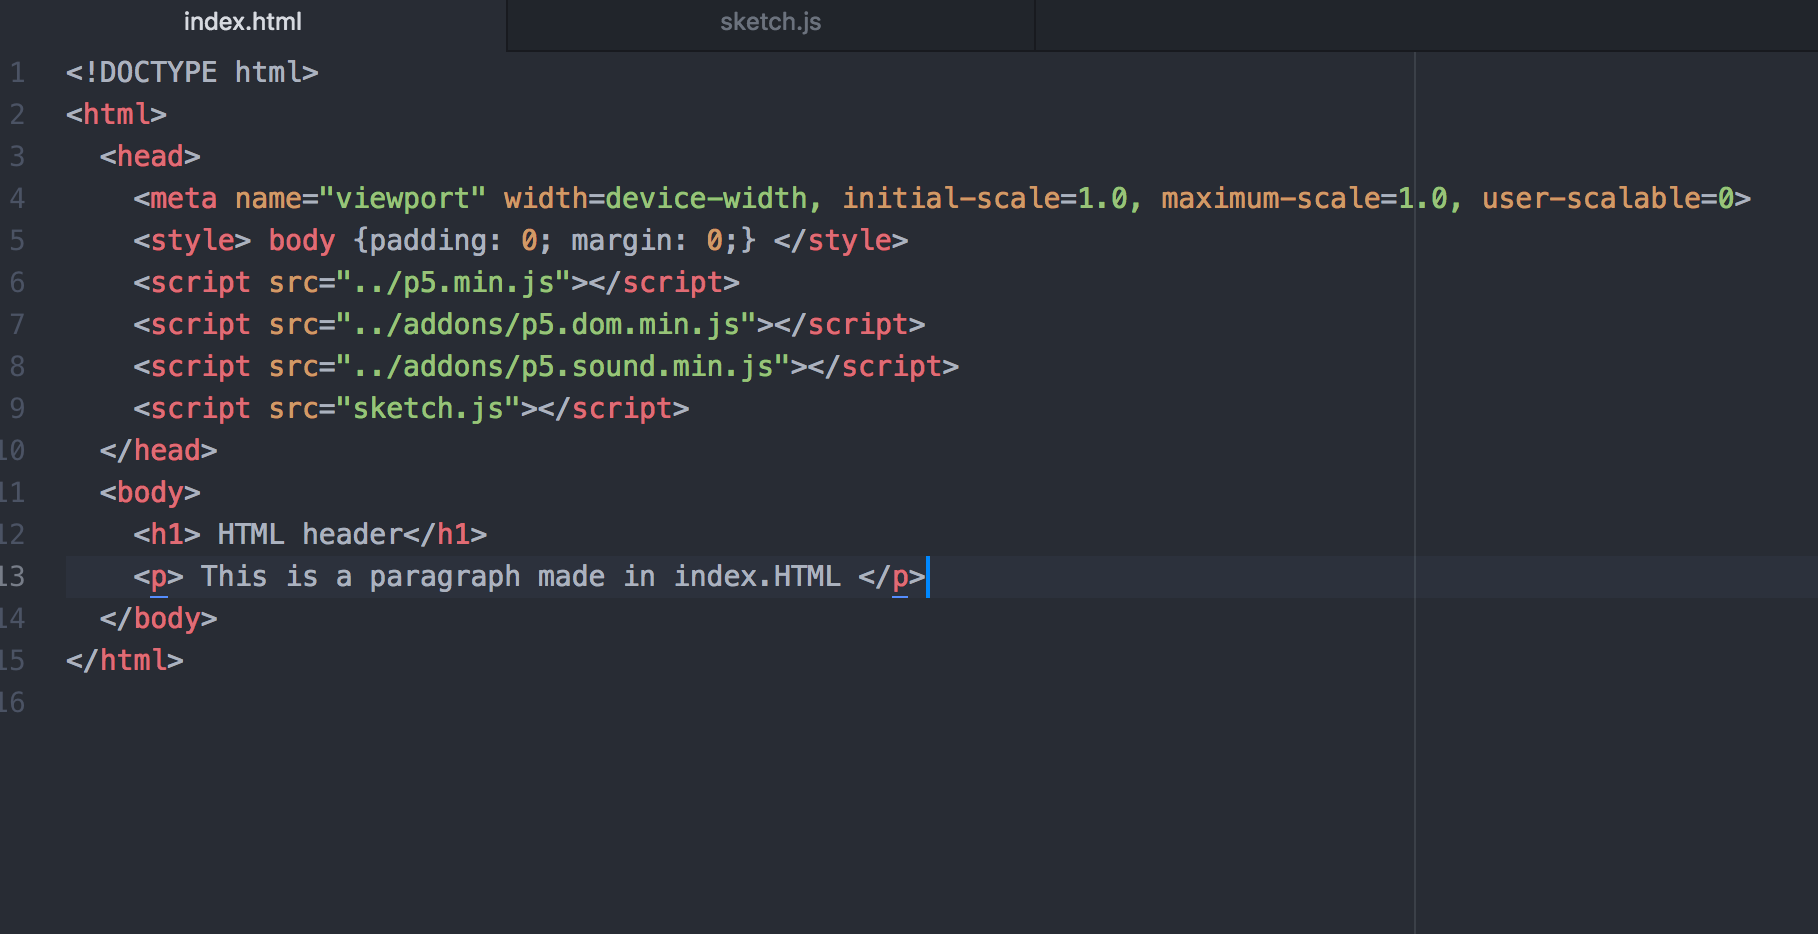 index.html sketch.js
1 <!DOCTYPE html>
2 <html>
3 <head>
4 <meta name="viewport" width=device-width, initial-scale=1.0, maximum-scale=1.0, user-scalable=0>
5 <style> body {padding: 0; margin: 0;} </style>
6 <script src="../p5.min.js"></script>
7 <script src="../addons/p5.dom.min.js"></script>
8 <script src="../addons/p5.sound.min.js"></script>
9 <script src="sketch.js"></script>
10 </head>
11 <body>
12 <h1> HTML header</h1>
13 <p> This is a paragraph made in index.HTML </p>
14 </body>
15 </html>
16